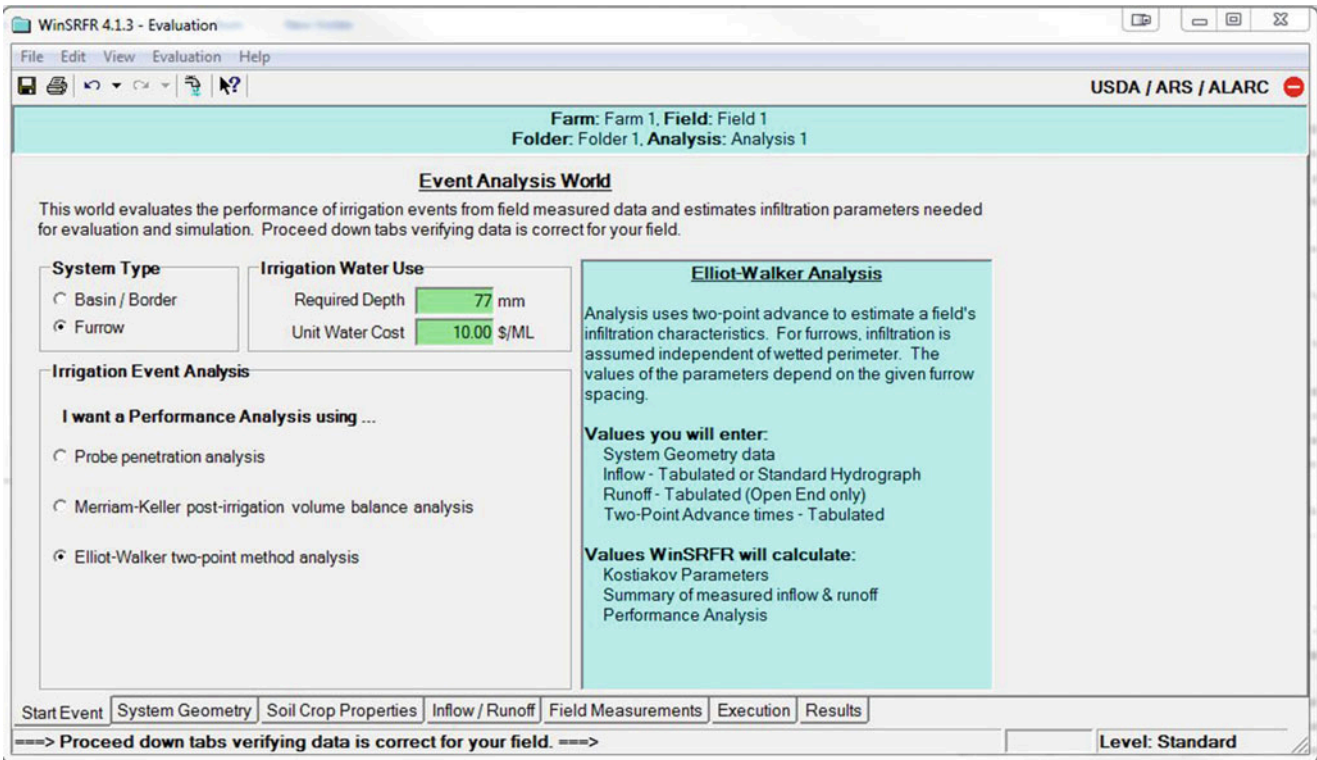 WinSRFR 4.1.3 - Evaluation
File Edit View Evaluation Help
USDA / ARS / ALARC
Farm: Farm 1, Field: Field 1
Folder: Folder 1, Analysis: Analysis 1
Event Analysis World
This world evaluates the performance of irrigation events from field measured data and estimates infiltration parameters needed
for evaluation and simulation. Proceed down tabs verifying data is correct for your field.
System Type
Basin / Border
Furrow
Irrigation Water Use
Required Depth 77 mm
Unit Water Cost 10.00 $/ML
Irrigation Event Analysis
I want a Performance Analysis using ...
Probe penetration analysis
Merriam-Keller post-irrigation volume balance analysis
Elliot-Walker two-point method analysis
Elliot-Walker Analysis
Analysis uses two-point advance to estimate a field's
infiltration characteristics. For furrows, infiltration is
assumed independent of wetted perimeter. The
values of the parameters depend on the given furrow
spacing.
Values you will enter:
System Geometry data
Inflow - Tabulated or Standard Hydrograph
Runoff - Tabulated (Open End only)
Two-Point Advance times - Tabulated
Values WinSRFR will calculate:
Kostiakov Parameters
Summary of measured inflow & runoff
Performance Analysis
Start Event System Geometry Soil Crop Properties Inflow / Runoff Field Measurements Execution Results
===> Proceed down tabs verifying data is correct for your field. ===>
Level: Standard